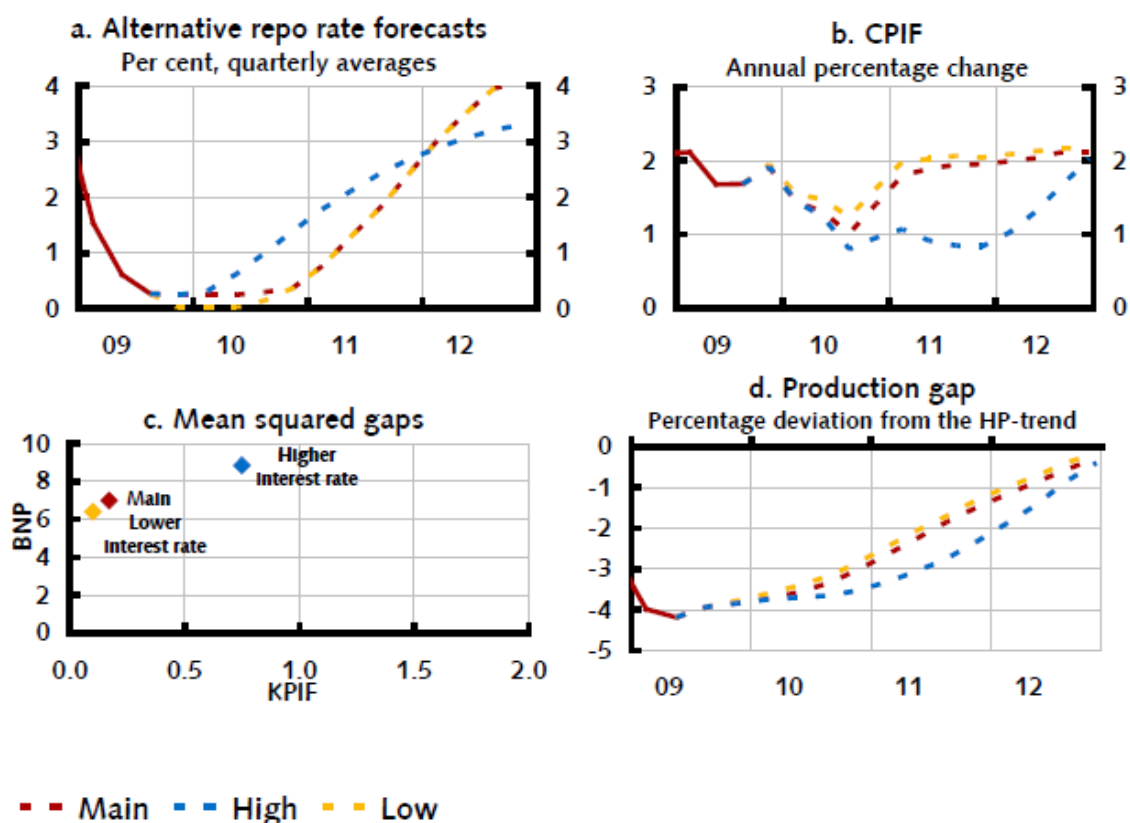 a. Alternative repo rate forecasts
Per cent, quarterly averages
4 4
3 3
2 2
1 1
0 0
09 10 11 12
b. CPIF
Annual percentage change
3 3
2 2
1 1
0 0
09 10 11 12
c. Mean squared gaps
10
8
6
4
2
0
BNP
Higher
Interest rate
Main
Lower
Interest rate
0.0 0.5 1.0 1.5 2.0
KPIF
d. Production gap
Percentage deviation from the HP-trend
0
-1
-2
-3
-4
-5
09 10 11 12
Main High Low